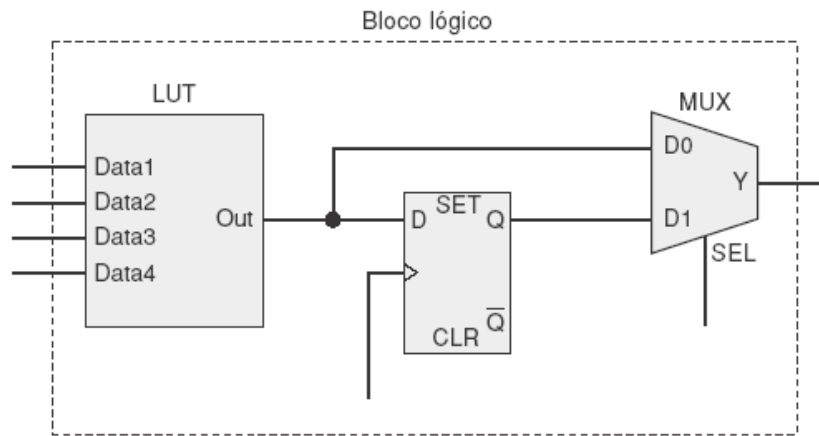 Bloco lógico
LUT
MUX
Data1
Data2
Data3
Data4
Out
D
SET
Q
Q̅
CLR
D0
D1
Y
SEL